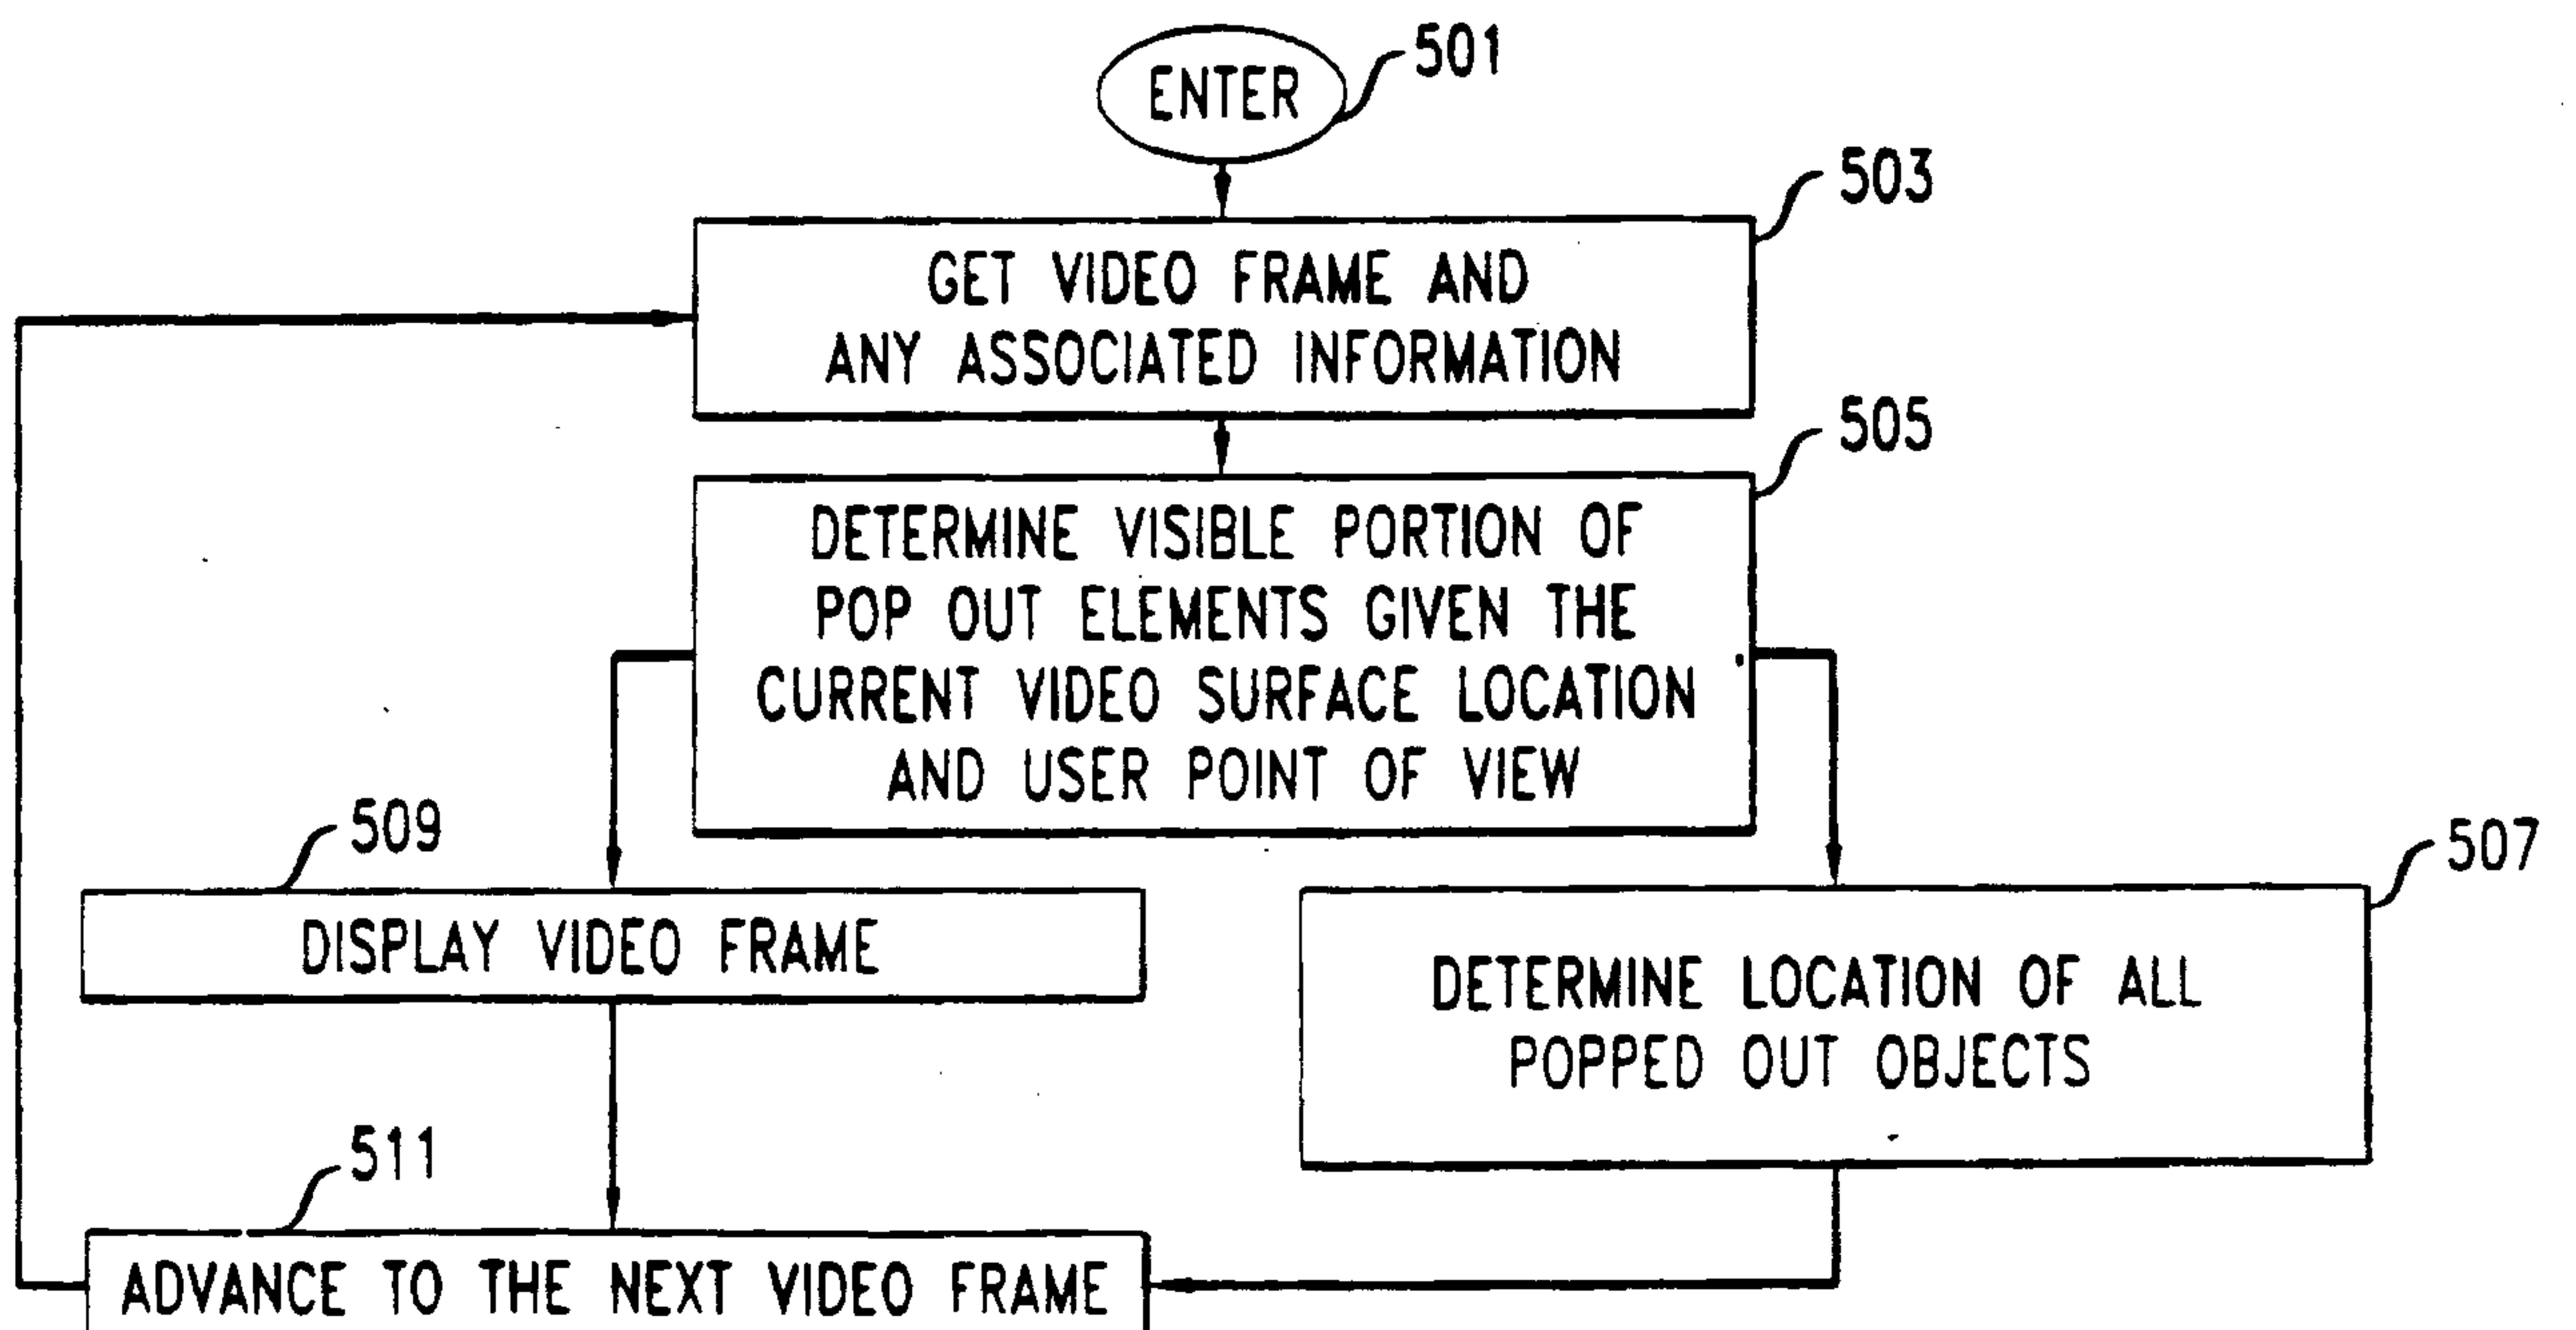 ENTER
501
503
GET VIDEO FRAME AND
ANY ASSOCIATED INFORMATION
505
DETERMINE VISIBLE PORTION OF
POP OUT ELEMENTS GIVEN THE
CURRENT VIDEO SURFACE LOCATION
AND USER POINT OF VIEW
509
DISPLAY VIDEO FRAME
507
DETERMINE LOCATION OF ALL
POPPED OUT OBJECTS
511
ADVANCE TO THE NEXT VIDEO FRAME